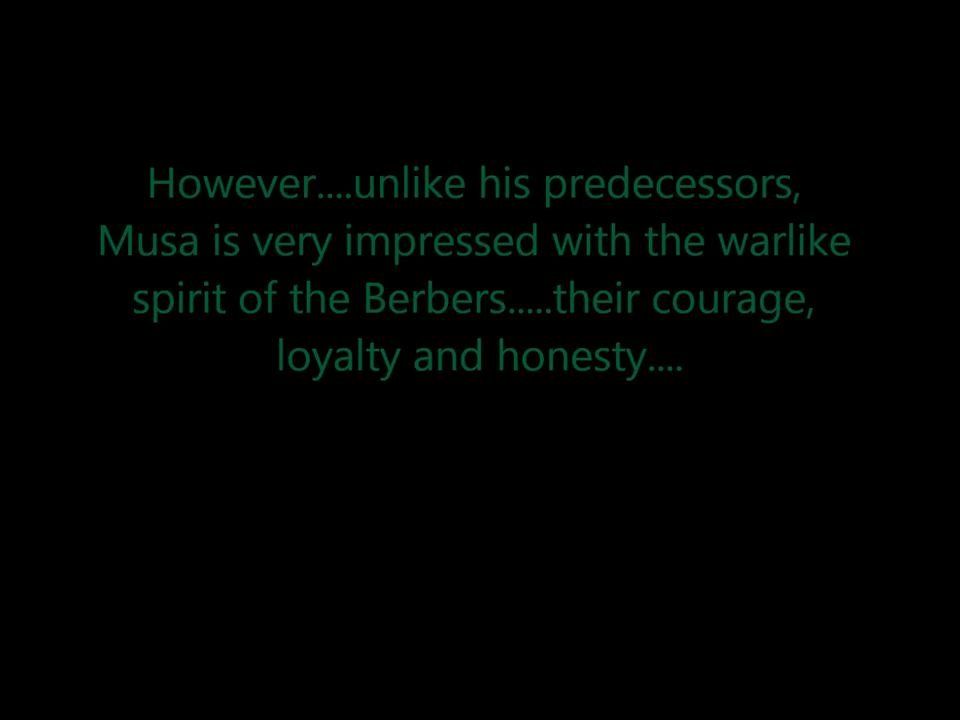 However....unlike his predecessors,
Musa is very impressed with the warlike
spirit of the Berbers.....their courage,
loyalty and honesty....